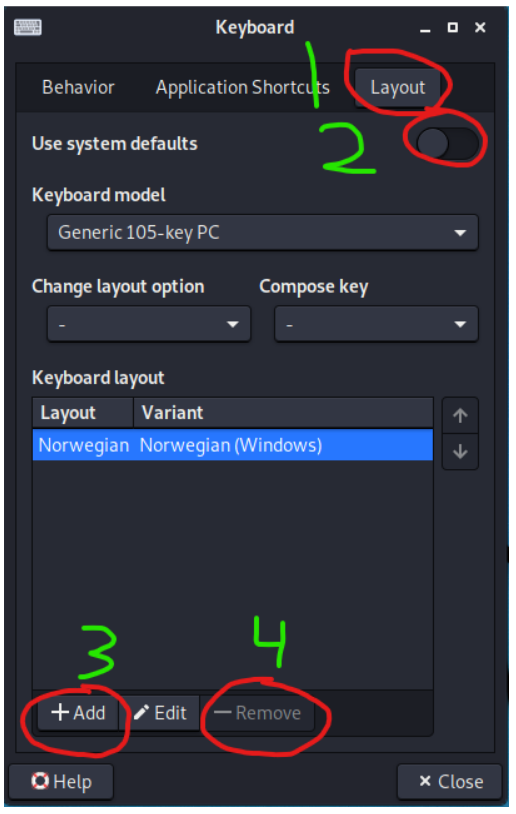 Keyboard
1
Behavior Application Shortcuts Layout
Use system defaults 2
Keyboard model
Generic 105-key PC
Change layout option Compose key
- -
Keyboard layout
Layout Variant
Norwegian Norwegian (Windows)
3 4
+ Add Edit − Remove
Help × Close